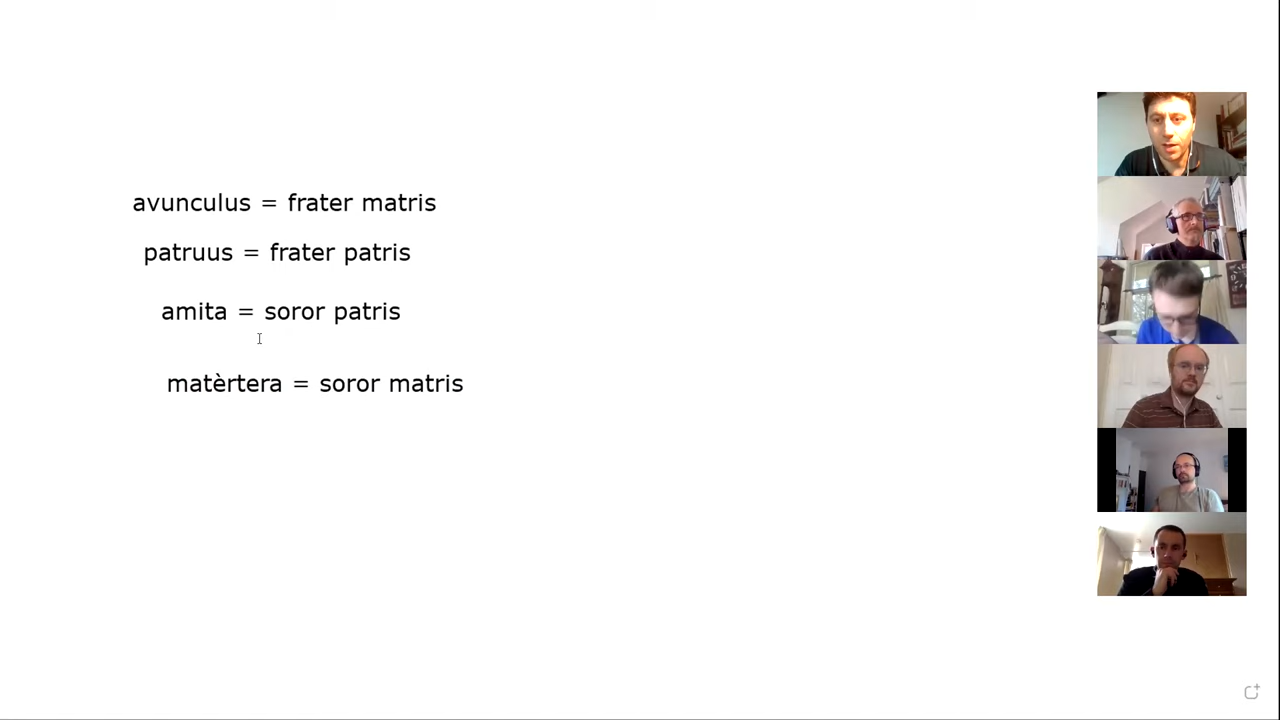 avunculus = frater matris
patruus = frater patris
amita = soror patris
matèrtera = soror matris